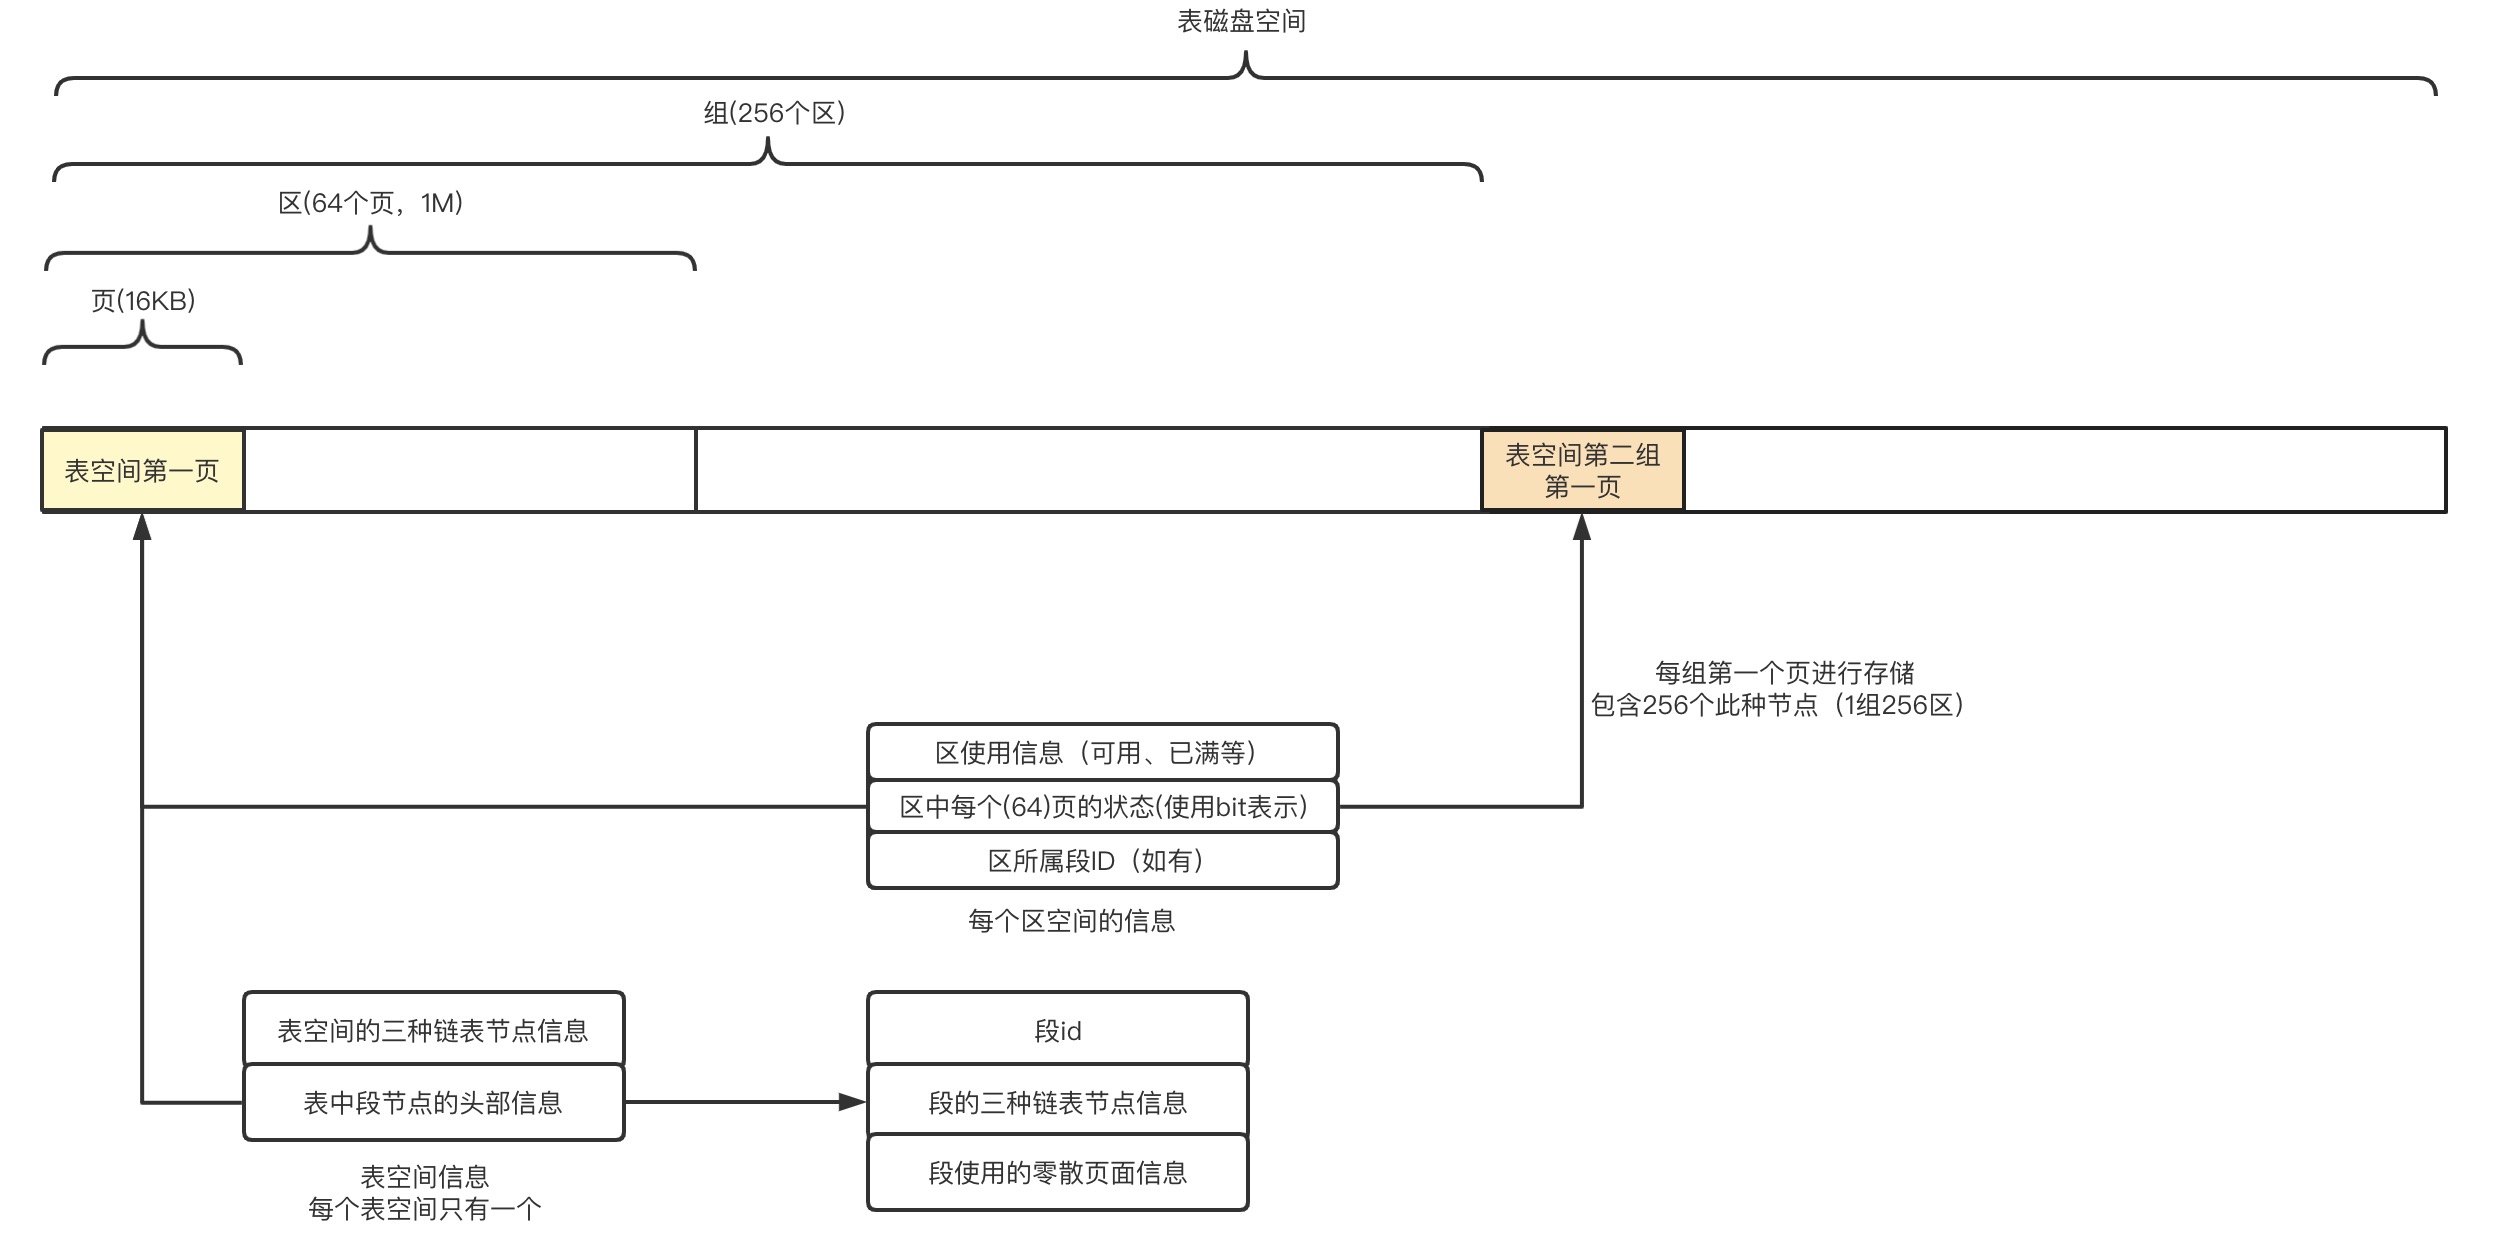 表磁盘空间
组(256个区)
区(64个页，1M)
页(16KB)
表空间第一页
表空间第二组
第一页
每组第一个页进行存储
包含256个此种节点（1组256区）
区使用信息（可用、已满等）
区中每个(64)页的状态(使用bit表示)
区所属段ID（如有）
每个区空间的信息
表空间的三种链表节点信息
段id
表中段节点的头部信息
段的三种链表节点信息
段使用的零散页面信息
表空间信息
每个表空间只有一个